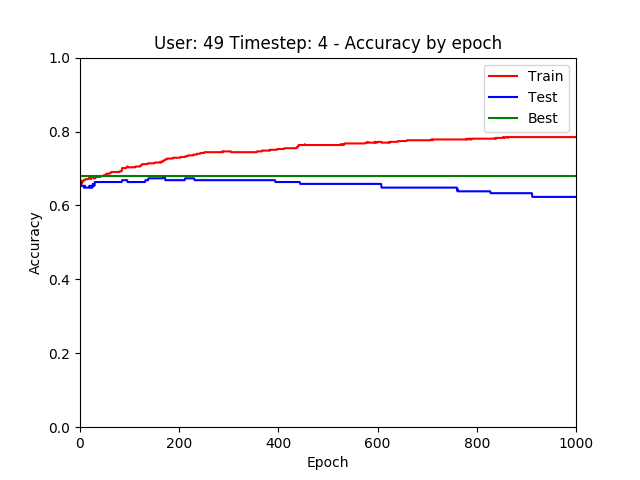 User: 49 Timestep: 4 - Accuracy by epoch
Accuracy
1.0
0.8
0.6
0.4
0.2
0.0
Train
Test
Best
0 200 400 600 800 1000
Epoch